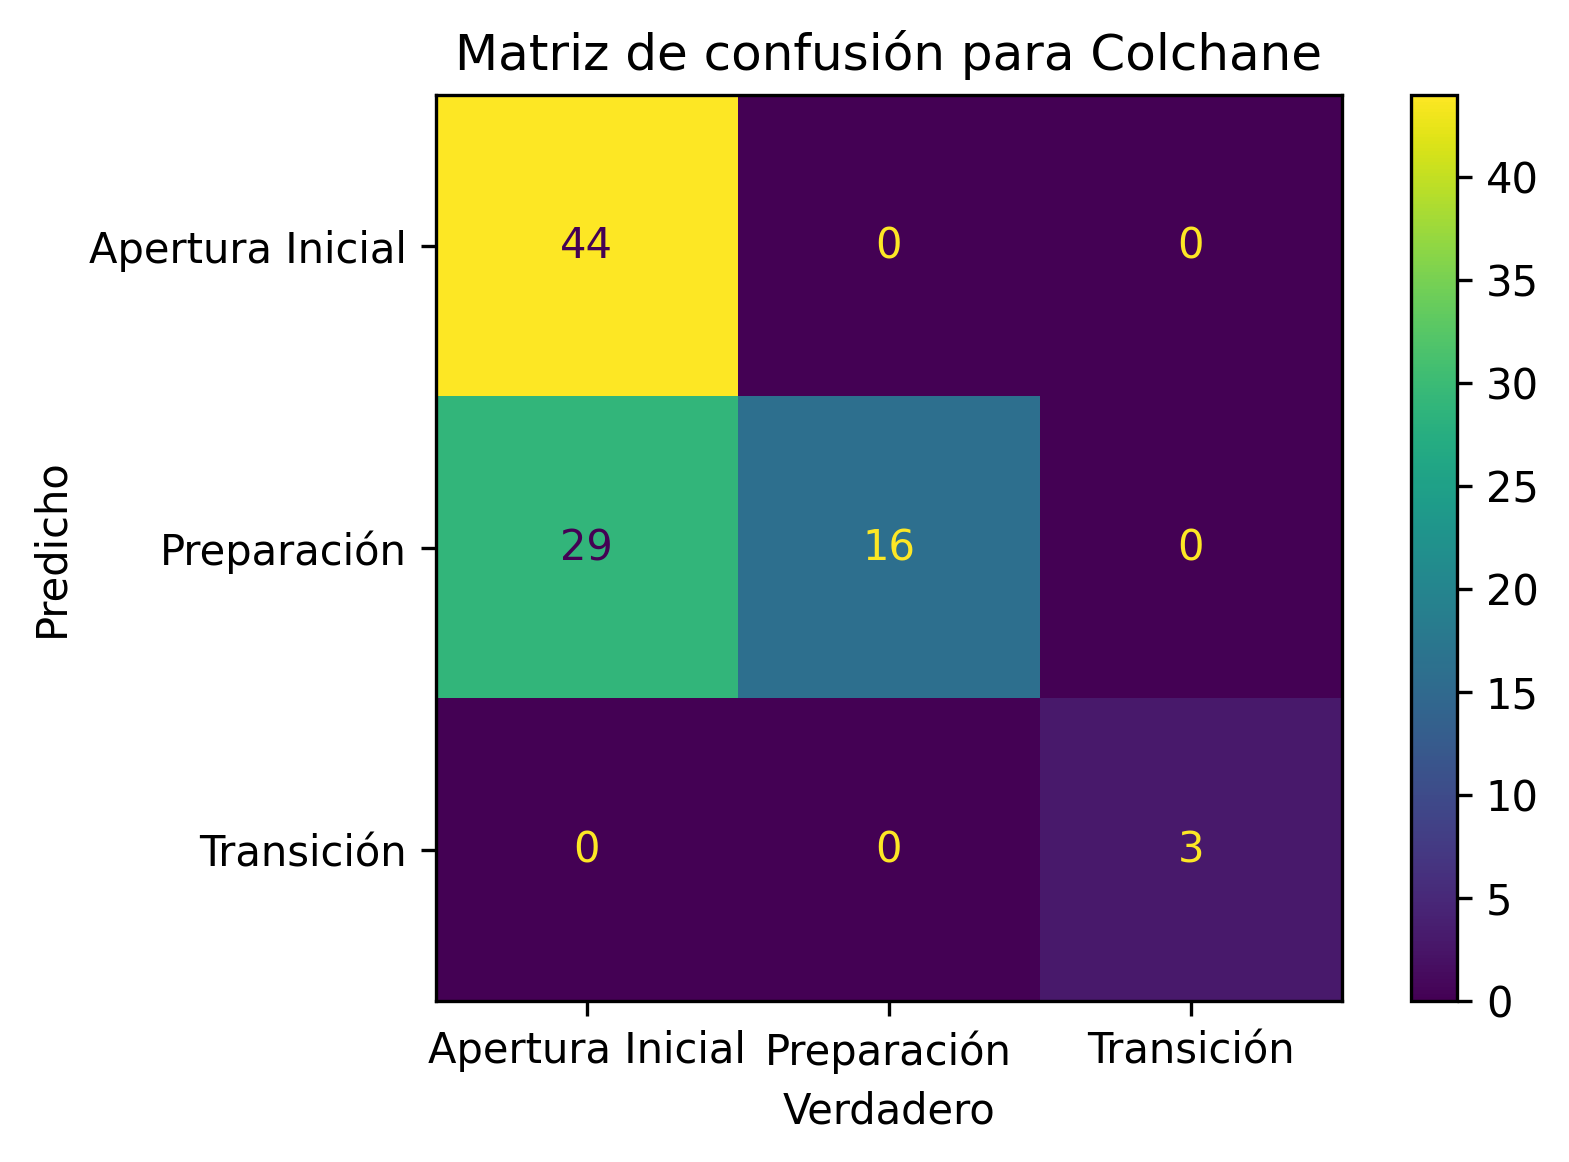 Matriz de confusión para Colchane
Predicho
Apertura Inicial
44
0
0
Preparación
29
16
0
Transición
0
0
3
Apertura Inicial
Preparación
Transición
Verdadero
40
35
30
25
20
15
10
5
0